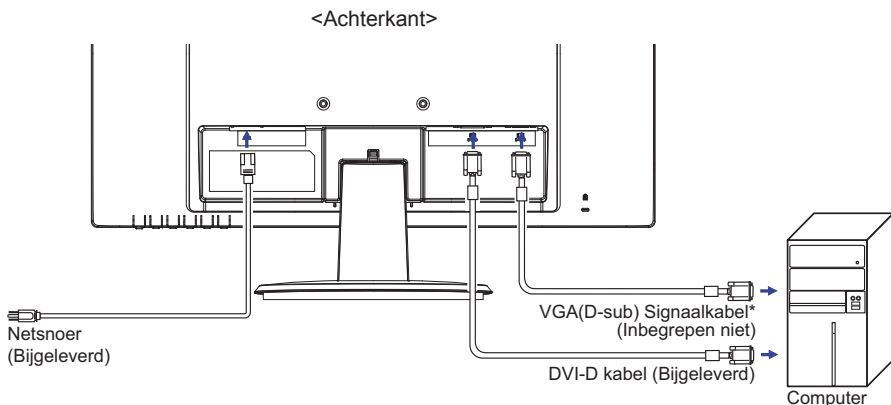 <Achterkant>
VGA(D-sub) Signaalkabel*
(Inbegrepen niet)
Netsnoer
(Bijgeleverd)
DVI-D kabel (Bijgeleverd)
Computer